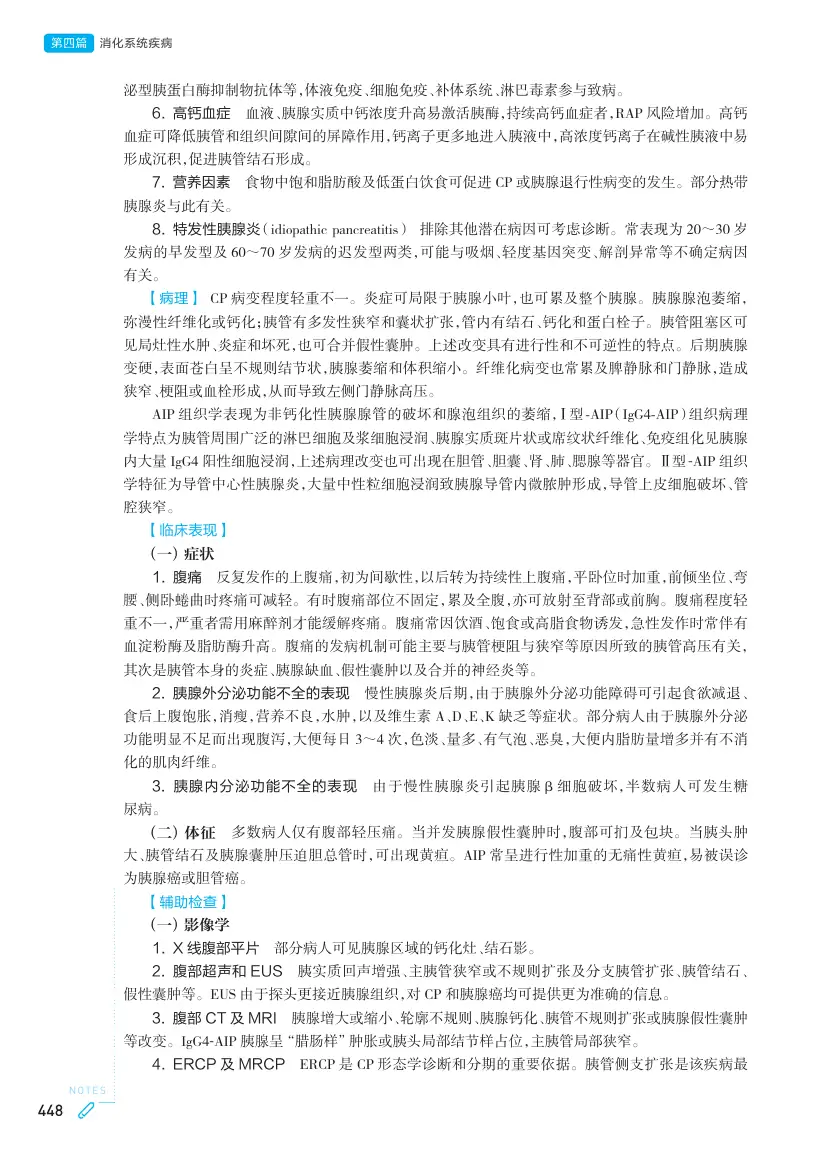 第四篇 消化系统疾病
泌型胰蛋白酶抑制物抗体等,体液免疫、细胞免疫、补体系统、淋巴毒素参与致病。
6. 高钙血症 血液、胰腺实质中钙浓度升高易激活胰酶,持续高钙血症者,RAP 风险增加。高钙
血症可降低胰管和组织间隙间的屏障作用,钙离子更多地进入胰液中,高浓度钙离子在碱性胰液中易
形成沉积,促进胰管结石形成。
7. 营养因素 食物中饱和脂肪酸及低蛋白饮食可促进 CP 或胰腺退行性病变的发生。部分热带
胰腺炎与此有关。
8. 特发性胰腺炎(idiopathic pancreatitis) 排除其他潜在病因可考虑诊断。常表现为 20～30 岁
发病的早发型及 60～70 岁发病的迟发型两类,可能与吸烟、轻度基因突变、解剖异常等不确定病因
有关。
【病理】 CP 病变程度轻重不一。炎症可局限于胰腺小叶,也可累及整个胰腺。胰腺腺泡萎缩,
弥漫性纤维化或钙化;胰管有多发性狭窄和囊状扩张,管内有结石、钙化和蛋白栓子。胰管阻塞区可
见局灶性水肿、炎症和坏死,也可合并假性囊肿。上述改变具有进行性和不可逆性的特点。后期胰腺
变硬,表面苍白呈不规则结节状,胰腺萎缩和体积缩小。纤维化病变也常累及脾静脉和门静脉,造成
狭窄、梗阻或血栓形成,从而导致左侧门静脉高压。
AIP 组织学表现为非钙化性胰腺腺管的破坏和腺泡组织的萎缩,Ⅰ型-AIP(IgG4-AIP)组织病理
学特点为胰管周围广泛的淋巴细胞及浆细胞浸润、胰腺实质斑片状或席纹状纤维化、免疫组化见胰腺
内大量 IgG4 阳性细胞浸润,上述病理改变也可出现在胆管、胆囊、肾、肺、腮腺等器官。Ⅱ型-AIP 组织
学特征为导管中心性胰腺炎,大量中性粒细胞浸润致胰腺导管内微脓肿形成,导管上皮细胞破坏、管
腔狭窄。
【临床表现】
(一) 症状
1. 腹痛 反复发作的上腹痛,初为间歇性,以后转为持续性上腹痛,平卧位时加重,前倾坐位、弯
腰、侧卧蜷曲时疼痛可减轻。有时腹痛部位不固定,累及全腹,亦可放射至背部或前胸。腹痛程度轻
重不一,严重者需用麻醉剂才能缓解疼痛。腹痛常因饮酒、饱食或高脂食物诱发,急性发作时常伴有
血淀粉酶及脂肪酶升高。腹痛的发病机制可能主要与胰管梗阻与狭窄等原因所致的胰管高压有关,
其次是胰管本身的炎症、胰腺缺血、假性囊肿以及合并的神经炎等。
2. 胰腺外分泌功能不全的表现 慢性胰腺炎后期,由于胰腺外分泌功能障碍可引起食欲减退、
食后上腹饱胀,消瘦,营养不良,水肿,以及维生素 A、D、E、K 缺乏等症状。部分病人由于胰腺外分泌
功能明显不足而出现腹泻,大便每日 3～4 次,色淡、量多、有气泡、恶臭,大便内脂肪量增多并有不消
化的肌肉纤维。
3. 胰腺内分泌功能不全的表现 由于慢性胰腺炎引起胰腺 β 细胞破坏,半数病人可发生糖
尿病。
(二) 体征 多数病人仅有腹部轻压痛。当并发胰腺假性囊肿时,腹部可扪及包块。当胰头肿
大、胰管结石及胰腺囊肿压迫胆总管时,可出现黄疸。AIP 常呈进行性加重的无痛性黄疸,易被误诊
为胰腺癌或胆管癌。
【辅助检查】
(一) 影像学
1. X 线腹部平片 部分病人可见胰腺区域的钙化灶、结石影。
2. 腹部超声和 EUS 胰实质回声增强、主胰管狭窄或不规则扩张及分支胰管扩张、胰管结石、
假性囊肿等。EUS 由于探头更接近胰腺组织,对 CP 和胰腺癌均可提供更为准确的信息。
3. 腹部 CT 及 MRI 胰腺增大或缩小、轮廓不规则、胰腺钙化、胰管不规则扩张或胰腺假性囊肿
等改变。IgG4-AIP 胰腺呈“腊肠样”肿胀或胰头局部结节样占位,主胰管局部狭窄。
4. ERCP 及 MRCP ERCP 是 CP 形态学诊断和分期的重要依据。胰管侧支扩张是该疾病最
NOTES
448